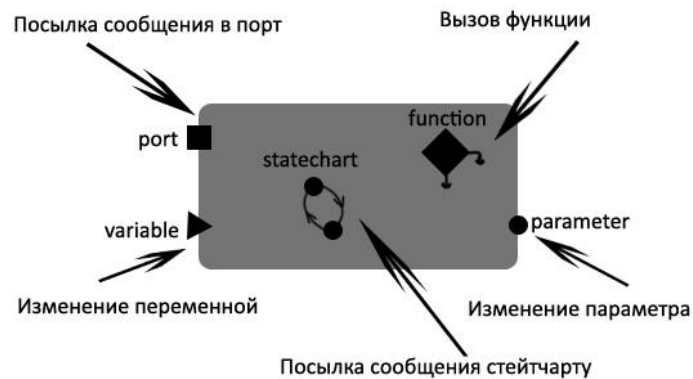 Посылка сообщения в порт
Вызов функции
function
port
statechart
variable
parameter
Изменение переменной
Изменение параметра
Посылка сообщения стейтчарту